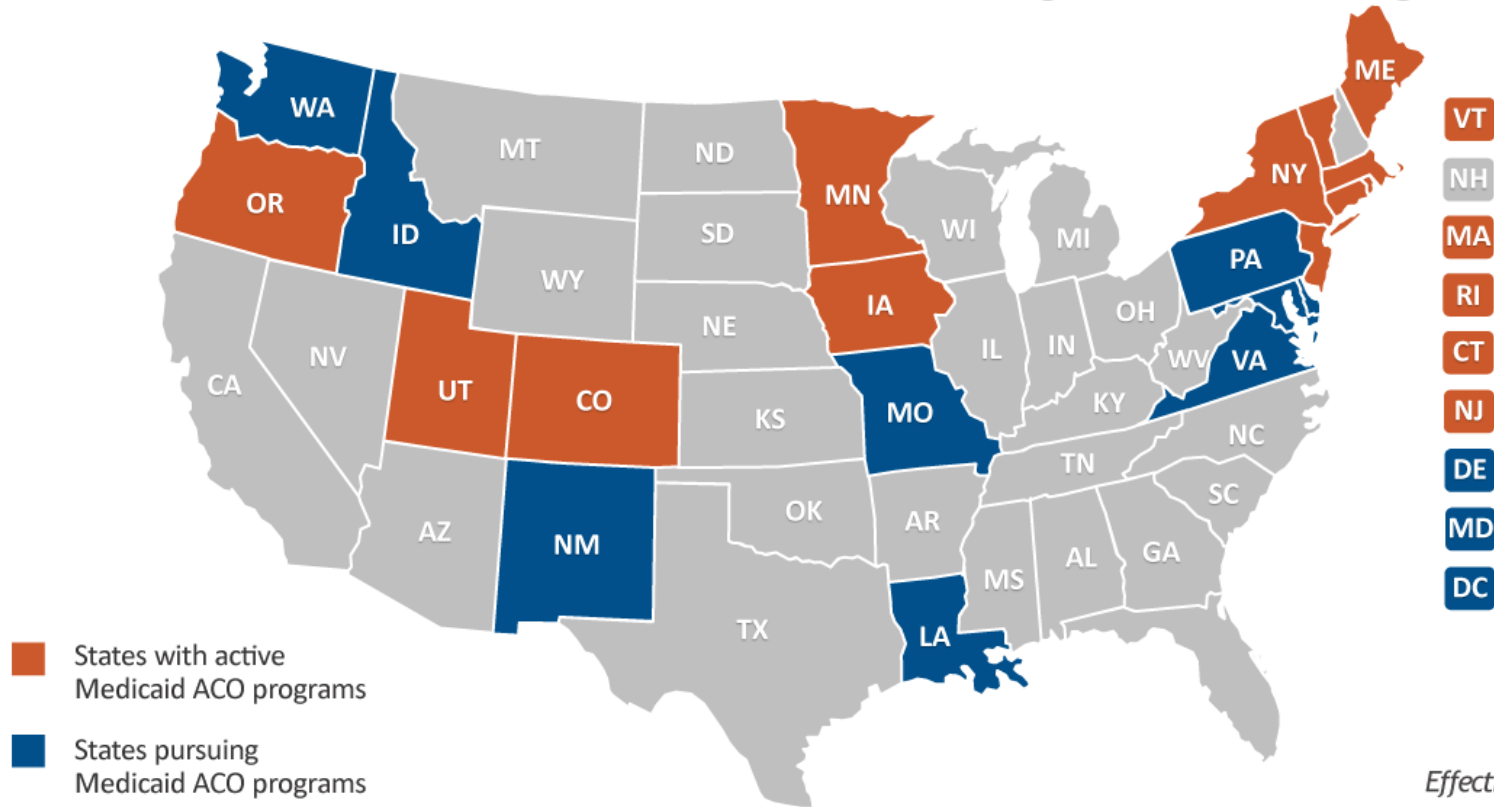 ME
WA
VT
MT
ND
MN
NY
NH
OR
SD
WI
MI
ID
MA
PA
WY
IA
RI
NE
OH
IL
IN
WV
VA
CT
NV
UT
CO
CA
KS
MO
KY
NJ
NC
TN
DE
SC
OK
AR
AZ
NM
MS
AL
GA
MD
DC
TX
LA
States with active
Medicaid ACO programs
States pursuing
Medicaid ACO programs